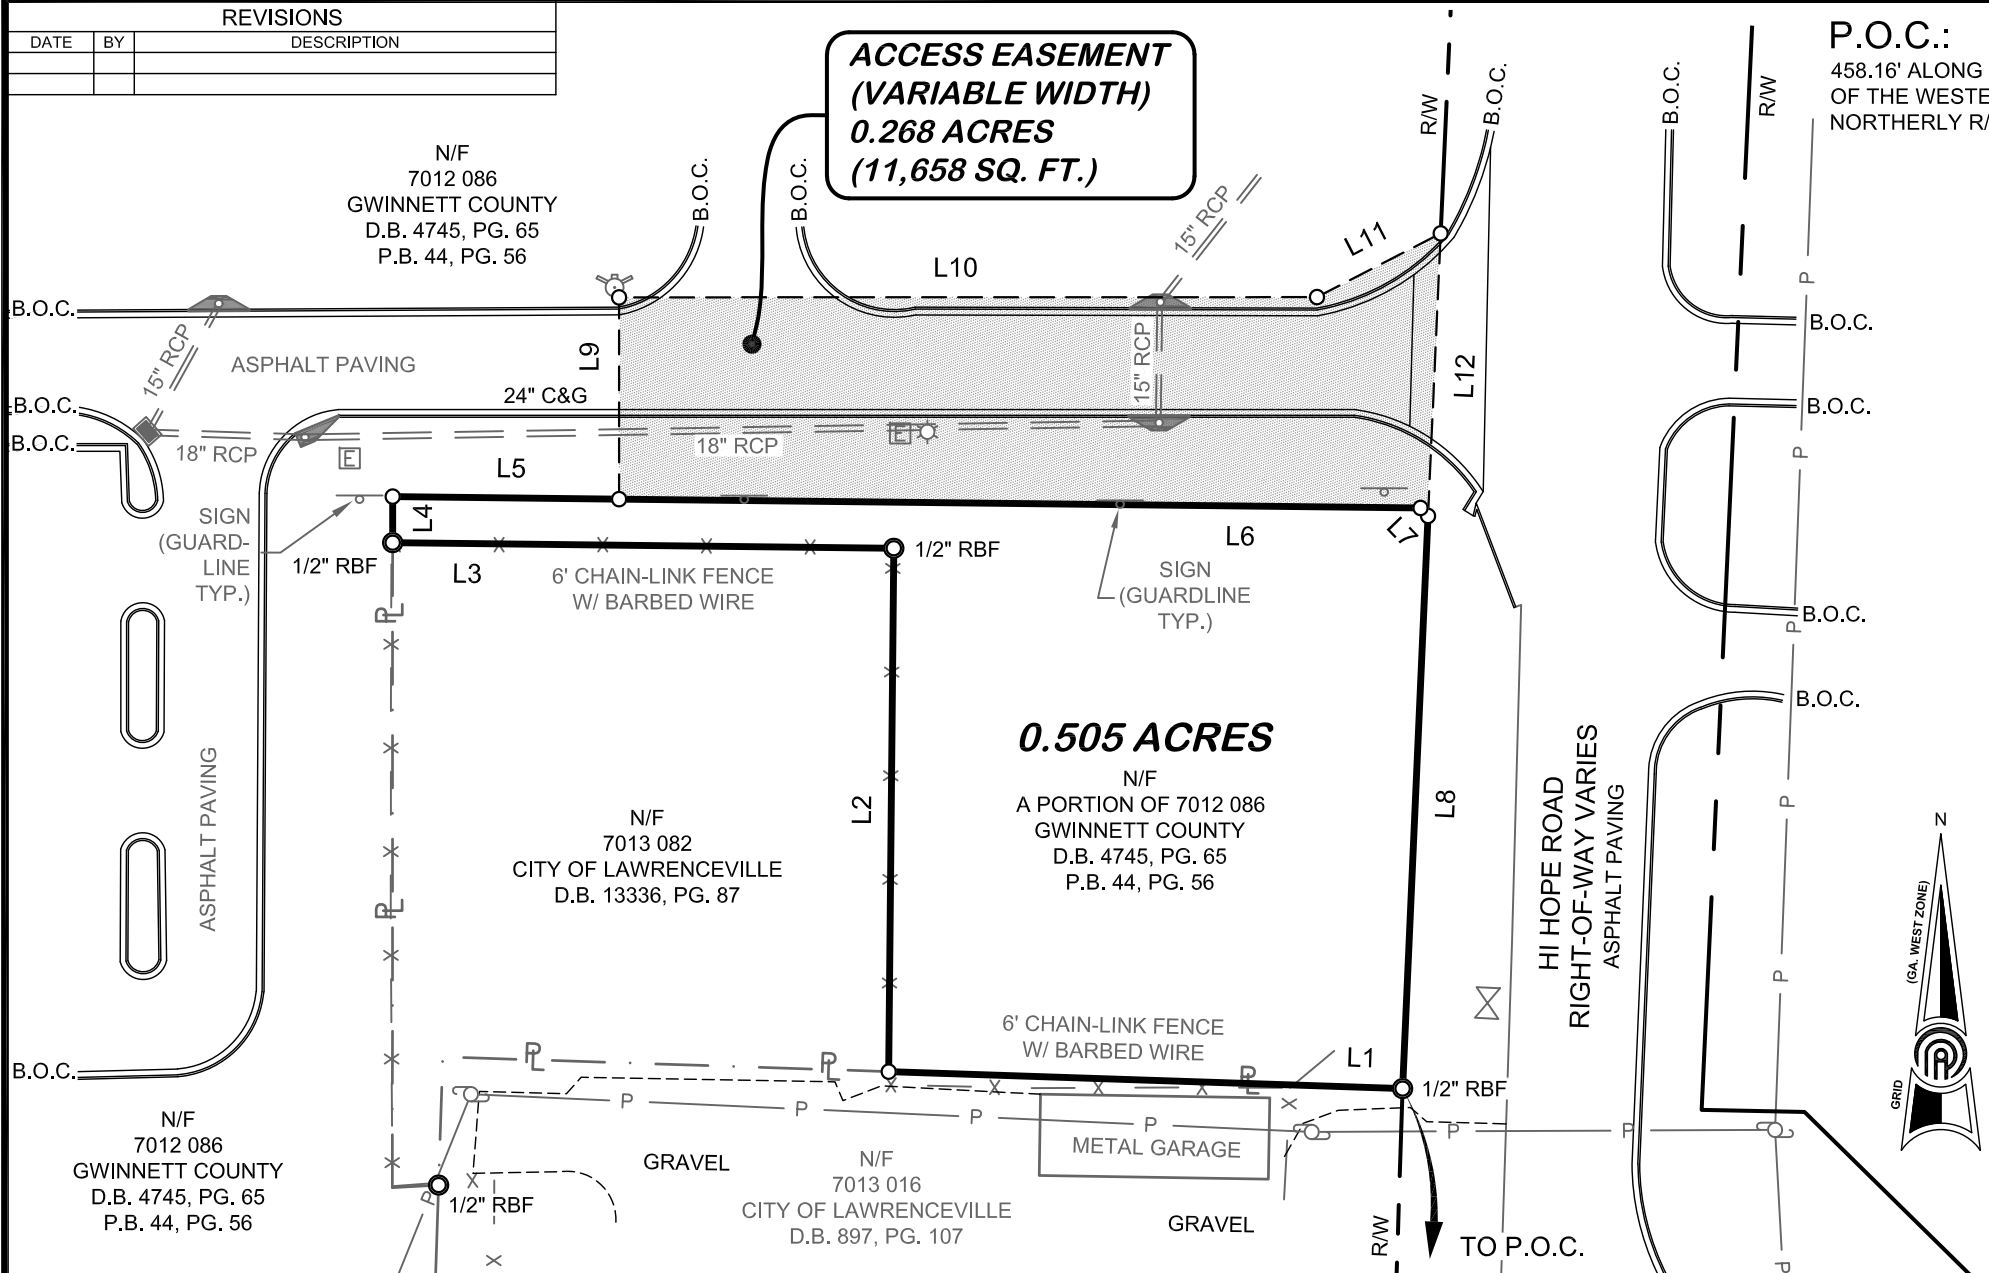 REVISIONS
DATE BY DESCRIPTION
ACCESS EASEMENT
(VARIABLE WIDTH)
0.268 ACRES
(11,658 SQ. FT.)
P.O.C.:
458.16' ALONG
OF THE WESTE
NORTHERLY R/
N/F
7012 086
GWINNETT COUNTY
D.B. 4745, PG. 65
P.B. 44, PG. 56
B.O.C.
B.O.C.
R/W
B.O.C.
B.O.C.
R/W
15" RCP
L11
L10
B.O.C.
15" RCP
ASPHALT PAVING
L9
15" RCP
L12
P
B.O.C.
24" C&G
B.O.C.
B.O.C.
B.O.C.
18" RCP
E
18" RCP
E
P
L5
SIGN
(GUARD-
LINE
TYP.)
L4
1/2" RBF
L3
6' CHAIN-LINK FENCE
W/ BARBED WIRE
1/2" RBF
L6
L7
SIGN
(GUARDLINE
TYP.)
PL
B.O.C.
P
B.O.C.
0.505 ACRES
N/F
A PORTION OF 7012 086
GWINNETT COUNTY
D.B. 4745, PG. 65
P.B. 44, PG. 56
L2
L8
N/F
7013 082
CITY OF LAWRENCEVILLE
D.B. 13336, PG. 87
ASPHALT PAVING
PL
HI HOPE ROAD
RIGHT-OF-WAY VARIES
ASPHALT PAVING
P
P
N
(GA. WEST ZONE)
GRID
6' CHAIN-LINK FENCE
W/ BARBED WIRE
L1
PL
PL
PL
B.O.C.
1/2" RBF
P
P
P
P
P
P
METAL GARAGE
N/F
7012 086
GWINNETT COUNTY
D.B. 4745, PG. 65
P.B. 44, PG. 56
P
1/2" RBF
GRAVEL
N/F
7013 016
CITY OF LAWRENCEVILLE
D.B. 897, PG. 107
GRAVEL
R/W
TO P.O.C.
P